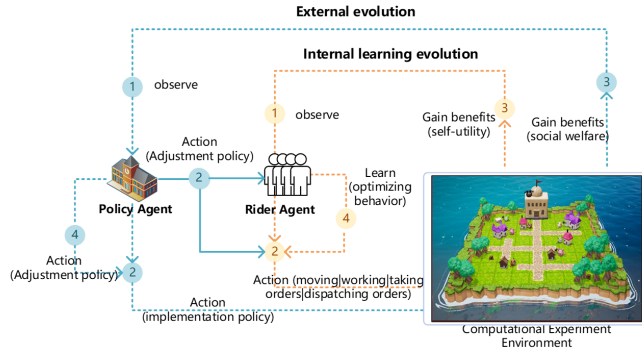 External evolution
Internal learning evolution
1
observe
1
observe
3
Gain benefits
(self-utility)
3
Gain benefits
(social welfare)
Action
(Adjustment policy)
2
Policy Agent
Rider Agent
Learn
(optimizing
behavior)
4
4
Action
(Adjustment policy)
2
2
Action (moving|working|taking
orders|dispatching orders)
Action
(implementation policy)
Computational Experiment
Environment